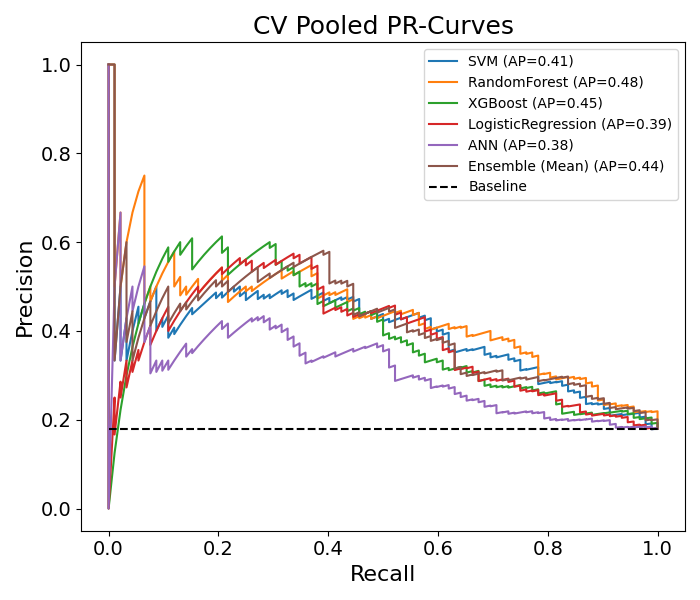 CV Pooled PR-Curves
SVM (AP=0.41)
RandomForest (AP=0.48)
XGBoost (AP=0.45)
LogisticRegression (AP=0.39)
ANN (AP=0.38)
Ensemble (Mean) (AP=0.44)
Baseline
Precision
1.0
0.8
0.6
0.4
0.2
0.0
0.0 0.2 0.4 0.6 0.8 1.0
Recall